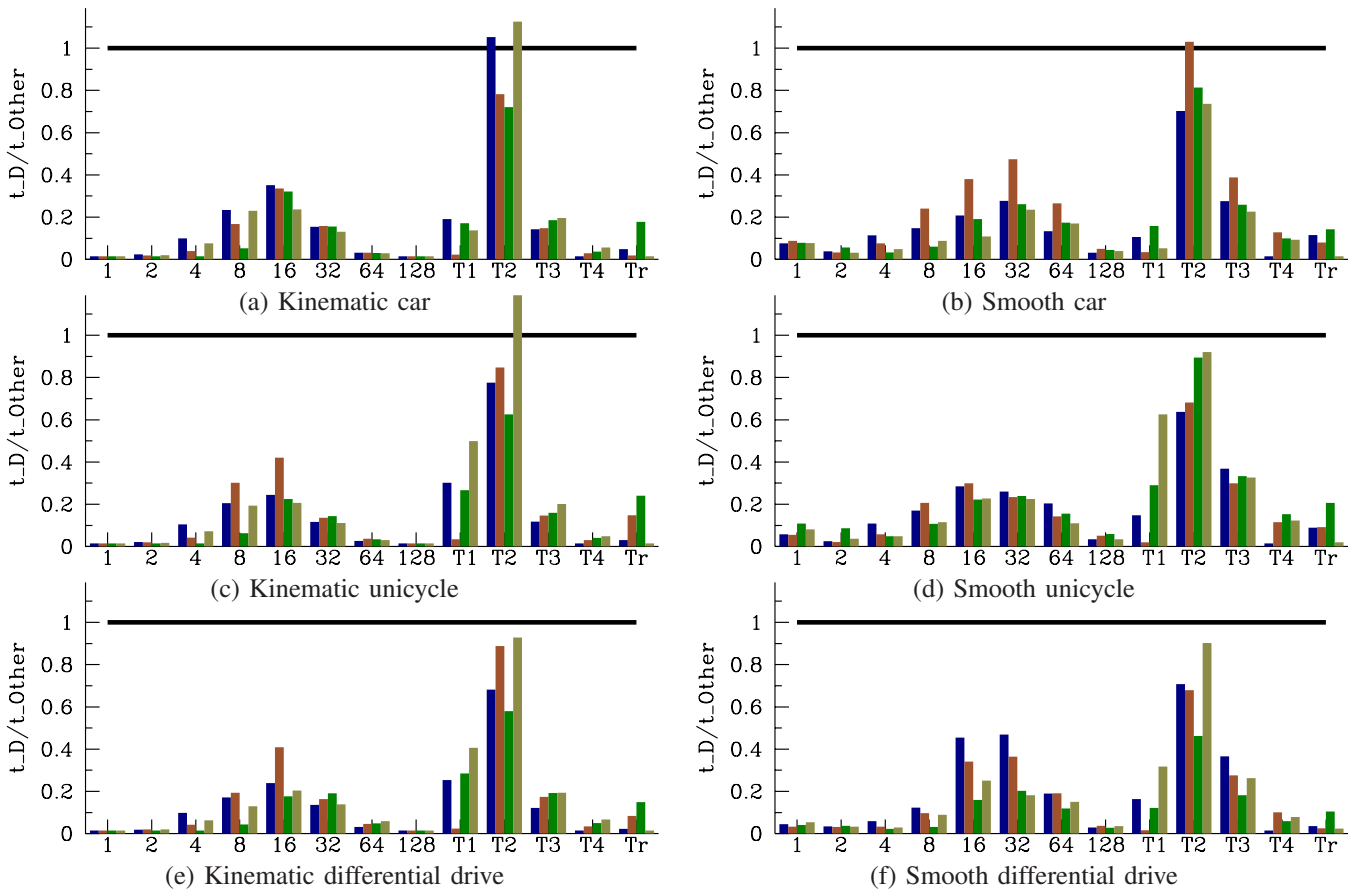 t_D/t_Other
1
0.8
0.6
0.4
0.2
0
1 2 4 8 16 32 64 128 T1 T2 T3 T4 Tr
(a) Kinematic car
t_D/t_Other
1
0.8
0.6
0.4
0.2
0
1 2 4 8 16 32 64 128 T1 T2 T3 T4 Tr
(b) Smooth car
t_D/t_Other
1
0.8
0.6
0.4
0.2
0
1 2 4 8 16 32 64 128 T1 T2 T3 T4 Tr
(c) Kinematic unicycle
t_D/t_Other
1
0.8
0.6
0.4
0.2
0
1 2 4 8 16 32 64 128 T1 T2 T3 T4 Tr
(d) Smooth unicycle
t_D/t_Other
1
0.8
0.6
0.4
0.2
0
1 2 4 8 16 32 64 128 T1 T2 T3 T4 Tr
(e) Kinematic differential drive
t_D/t_Other
1
0.8
0.6
0.4
0.2
0
1 2 4 8 16 32 64 128 T1 T2 T3 T4 Tr
(f) Smooth differential drive